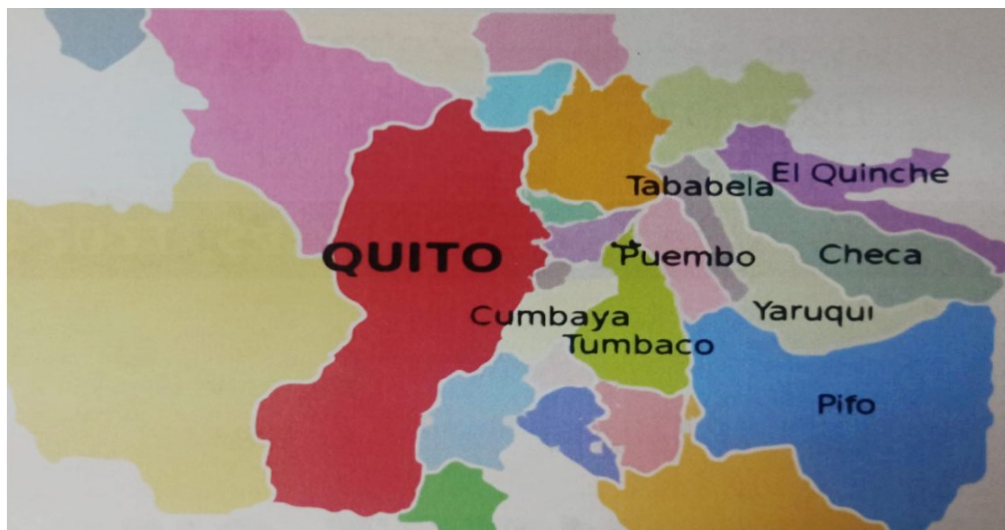 El Quinche
Tababela
QUITO
Puembo
Checa
Cumbaya
Yaruqui
Tumbaco
Pifo